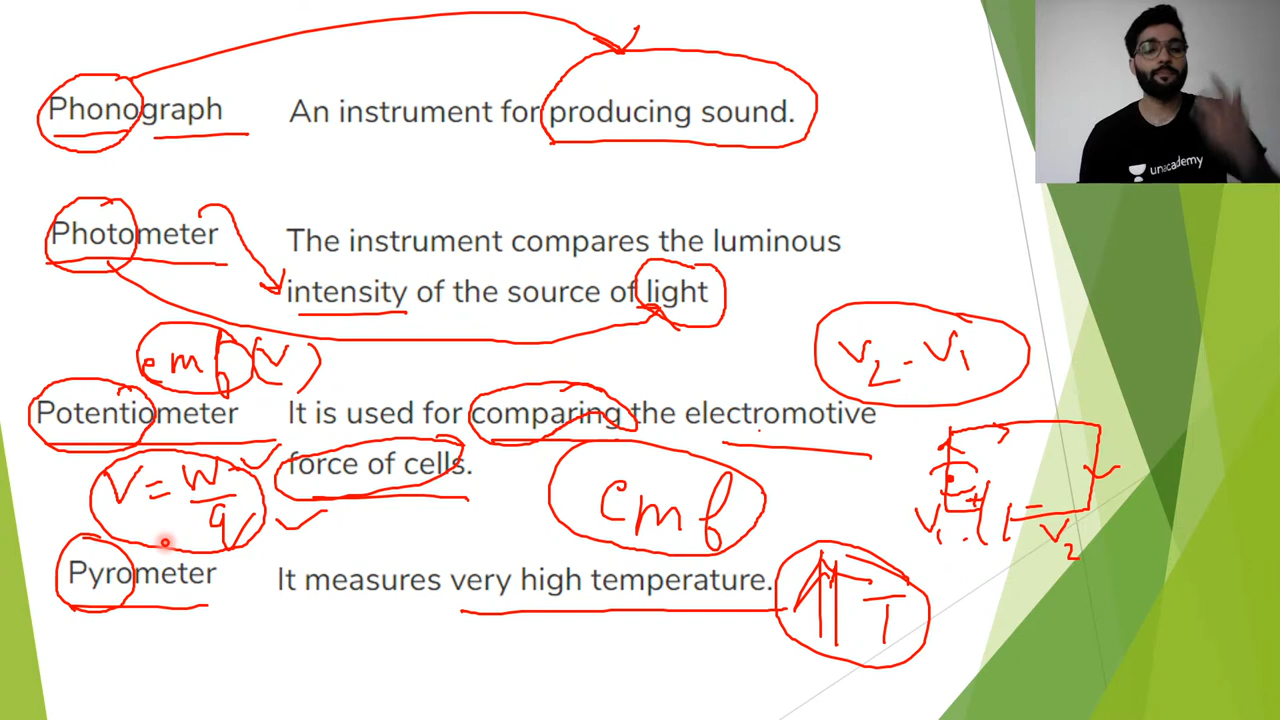 Phonograph An instrument for producing sound.
unacademy
Photometer The instrument compares the luminous
intensity of the source of light
emf (V)
V2 - V1
Potentiometer It is used for comparing the electromotive
force of cells.
V = W/q
emf
V1 + - V2
Pyrometer It measures very high temperature.
T